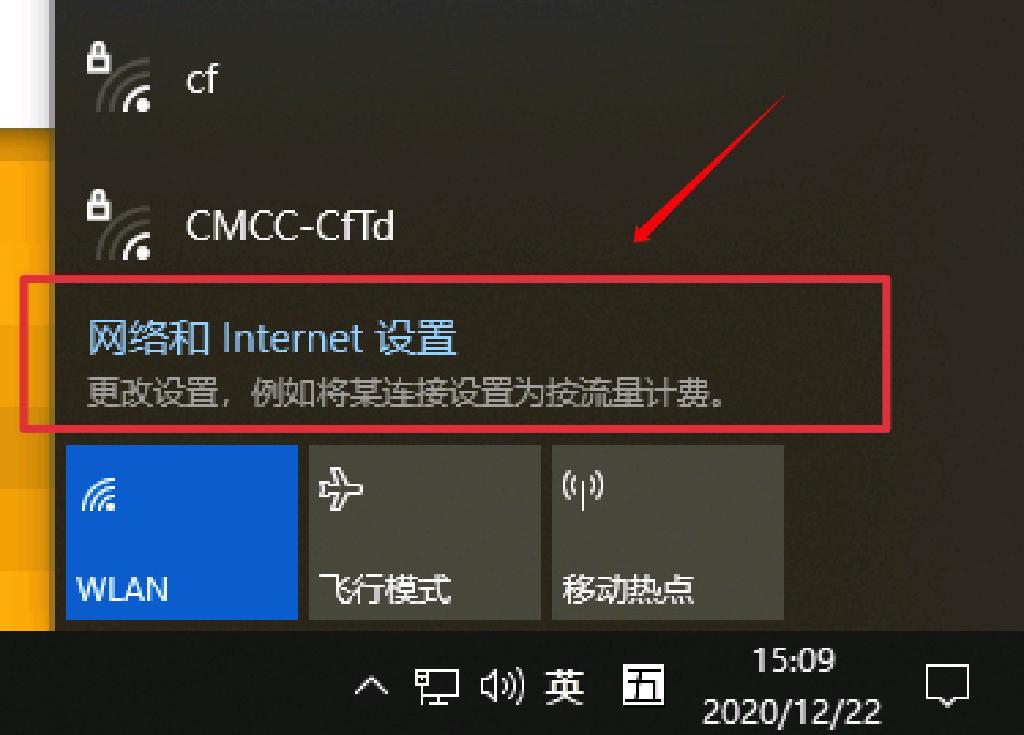 cf
CMCC-CfTd
网络和 Internet 设置
更改设置，例如将某连接设置为按流量计费。
WLAN
飞行模式
移动热点
英
五
15:09
2020/12/22